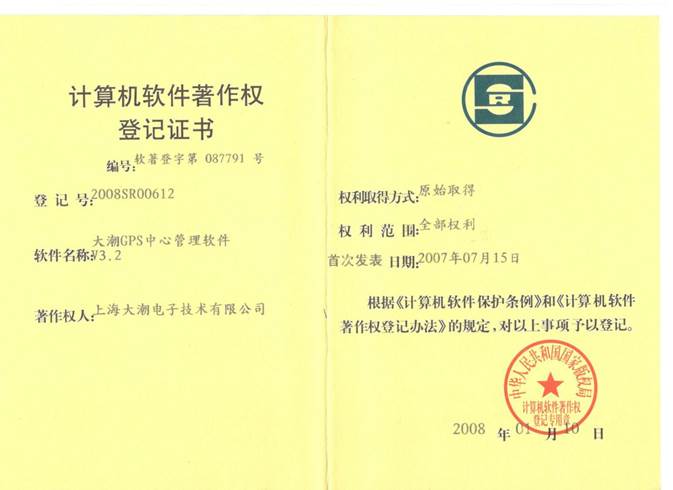 计算机软件著作权
登记证书
编号:软著登字第 087791 号
登 记 号:2008SR00612
软件名称:大潮GPS中心管理软件
V3.2
著作权人:上海大潮电子技术有限公司
SR
权利取得方式:原始取得
权 利 范 围:全部权利
首次发表 日期:2007年07月15日
根据《计算机软件保护条例》和《计算机软件
著作权登记办法》的规定,对以上事项予以登记。
中华人民共和国国家版权局
计算机软件著作权
登记专用章
2008 年 01 月 10 日